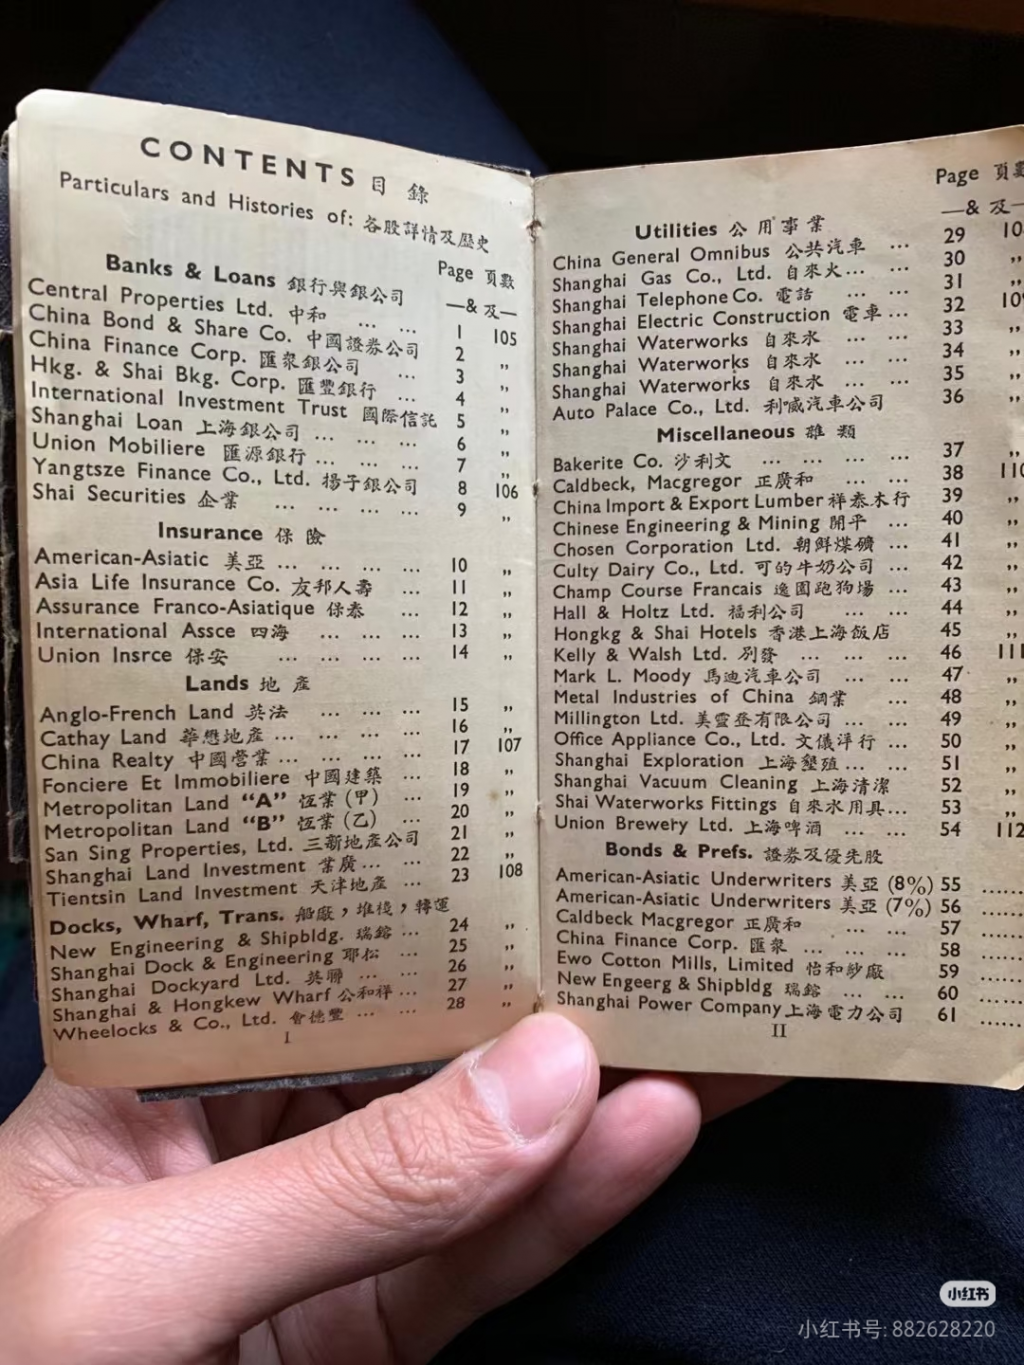 CONTENTS 目 錄
Particulars and Histories of: 各股詳情及歷史
Page 頁數
Banks & Loans 銀行與銀公司
—& 及—
Central Properties Ltd. 中和 ... ... 1 105
China Bond & Share Co. 中國證券公司 2 „
China Finance Corp. 匯衆銀公司 ... 3 „
Hkg. & Shai Bkg. Corp. 匯豐銀行 ... 4 „
International Investment Trust 國際信託 5 „
Shanghai Loan 上海銀公司 ... ... ... 6 „
Union Mobiliere 匯源銀行 ... ... 7 „
Yangtsze Finance Co., Ltd. 揚子銀公司 8 106
Shai Securities 企業 ... ... ... ... 9 „
Insurance 保 險
American-Asiatic 美亞 ... ... ... 10 „
Asia Life Insurance Co. 友邦人壽 ... 11 „
Assurance Franco-Asiatique 保泰 ... 12 „
International Assce 四海 ... ... ... 13 „
Union Insrce 保安 ... ... ... ... 14 „
Lands 地 產
Anglo-French Land 英法 ... ... ... 15 „
Cathay Land 華懋地產 ... ... ... ... 16 „
China Realty 中國營業 ... ... ... ... 17 107
Fonciere Et Immobiliere 中國建築 ... 18 „
Metropolitan Land “A” 恆業 (甲) ... 19 „
Metropolitan Land “B” 恆業 (乙) ... 20 „
San Sing Properties, Ltd. 三新地產公司 21 „
Shanghai Land Investment 業廣 ... ... 22 „
Tientsin Land Investment 天津地產 ... 23 108
Docks, Wharf, Trans. 船廠，堆棧，轉運
New Engineering & Shipbldg. 瑞鎔 ... 24 „
Shanghai Dock & Engineering 耶松 ... 25 „
Shanghai Dockyard Ltd. 英聯 ... ... 26 „
Shanghai & Hongkew Wharf 公和祥 ... 27 „
Wheelocks & Co., Ltd. 會德豐 ... ... 28 „
I
Page 頁數
—& 及—
Utilities 公 用 事 業
China General Omnibus 公共汽車 ... 29
Shanghai Gas Co., Ltd. 自來火 ... ... 30 „
Shanghai Telephone Co. 電話 ... ... 31 „
Shanghai Electric Construction 電車 ... 32
Shanghai Waterworks 自來水 ... ... 33 „
Shanghai Waterworks 自來水 ... ... 34 „
Shanghai Waterworks 自來水 ... ... 35 „
Auto Palace Co., Ltd. 利喊汽車公司 36 „
Miscellaneous 雜 類
Bakerite Co. 沙利文 ... ... ... ... 37 „
Caldbeck, Macgregor 正廣和 ... ... 38 110
China Import & Export Lumber 祥泰木行 39 „
Chinese Engineering & Mining 開平 ... 40 „
Chosen Corporation Ltd. 朝鮮煤礦 ... 41 „
Culty Dairy Co., Ltd. 可的牛奶公司 ... 42 „
Champ Course Francais 逸園跑狗場 ... 43 „
Hall & Holtz Ltd. 福利公司 ... ... 44 „
Hongkg & Shai Hotels 香港上海飯店 45 „
Kelly & Walsh Ltd. 別發 ... ... ... 46 111
Mark L. Moody 馬迪汽車公司 ... ... 47 „
Metal Industries of China 鋼業 ... 48 „
Millington Ltd. 美靈登有限公司 ... ... 49 „
Office Appliance Co., Ltd. 文儀洋行 ... 50 „
Shanghai Exploration 上海墾殖 ... ... 51 „
Shanghai Vacuum Cleaning 上海清潔 52 „
Shai Waterworks Fittings 自來水用具 ... 53 „
Union Brewery Ltd. 上海啤酒 ... ... 54 112
Bonds & Prefs. 證券及優先股
American-Asiatic Underwriters 美亞 (8%) 55 ......
American-Asiatic Underwriters 美亞 (7%) 56 ......
Caldbeck Macgregor 正廣和 ... ... 57 ......
China Finance Corp. 匯衆 ... ... ... 58 ......
Ewo Cotton Mills, Limited 怡和紗廠 59 ......
New Engeerg & Shipbldg 瑞鎔 ... ... 60 ......
Shanghai Power Company 上海電力公司 61 ......
II
小红书
小红书号: 882628220